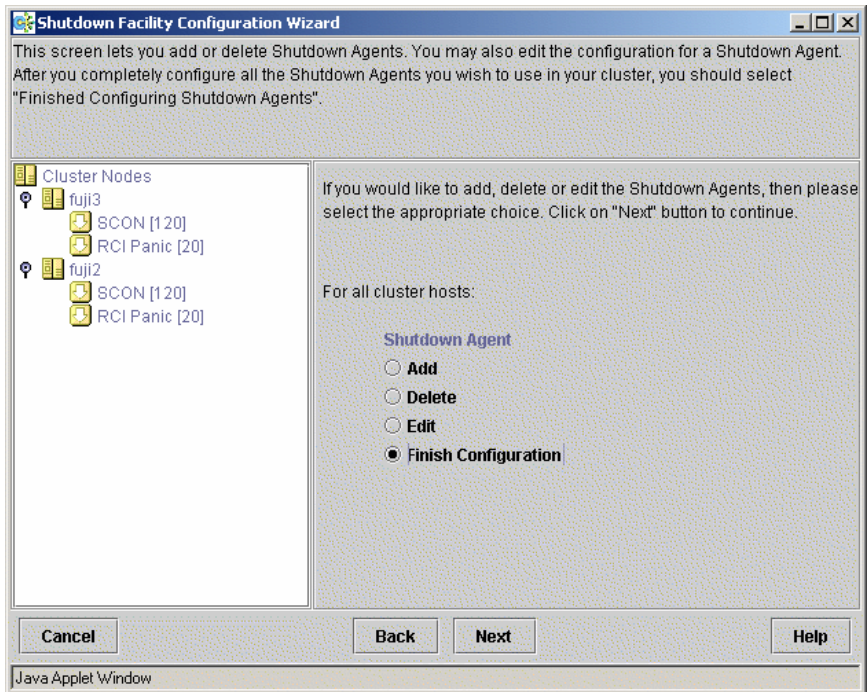 Shutdown Facility Configuration Wizard
This screen lets you add or delete Shutdown Agents. You may also edit the configuration for a Shutdown Agent.
After you completely configure all the Shutdown Agents you wish to use in your cluster, you should select
"Finished Configuring Shutdown Agents".
Cluster Nodes
fuji3
SCON [120]
RCI Panic [20]
fuji2
SCON [120]
RCI Panic [20]
If you would like to add, delete or edit the Shutdown Agents, then please
select the appropriate choice. Click on "Next" button to continue.
For all cluster hosts:
Shutdown Agent
Add
Delete
Edit
Finish Configuration
Cancel
Back
Next
Help
Java Applet Window